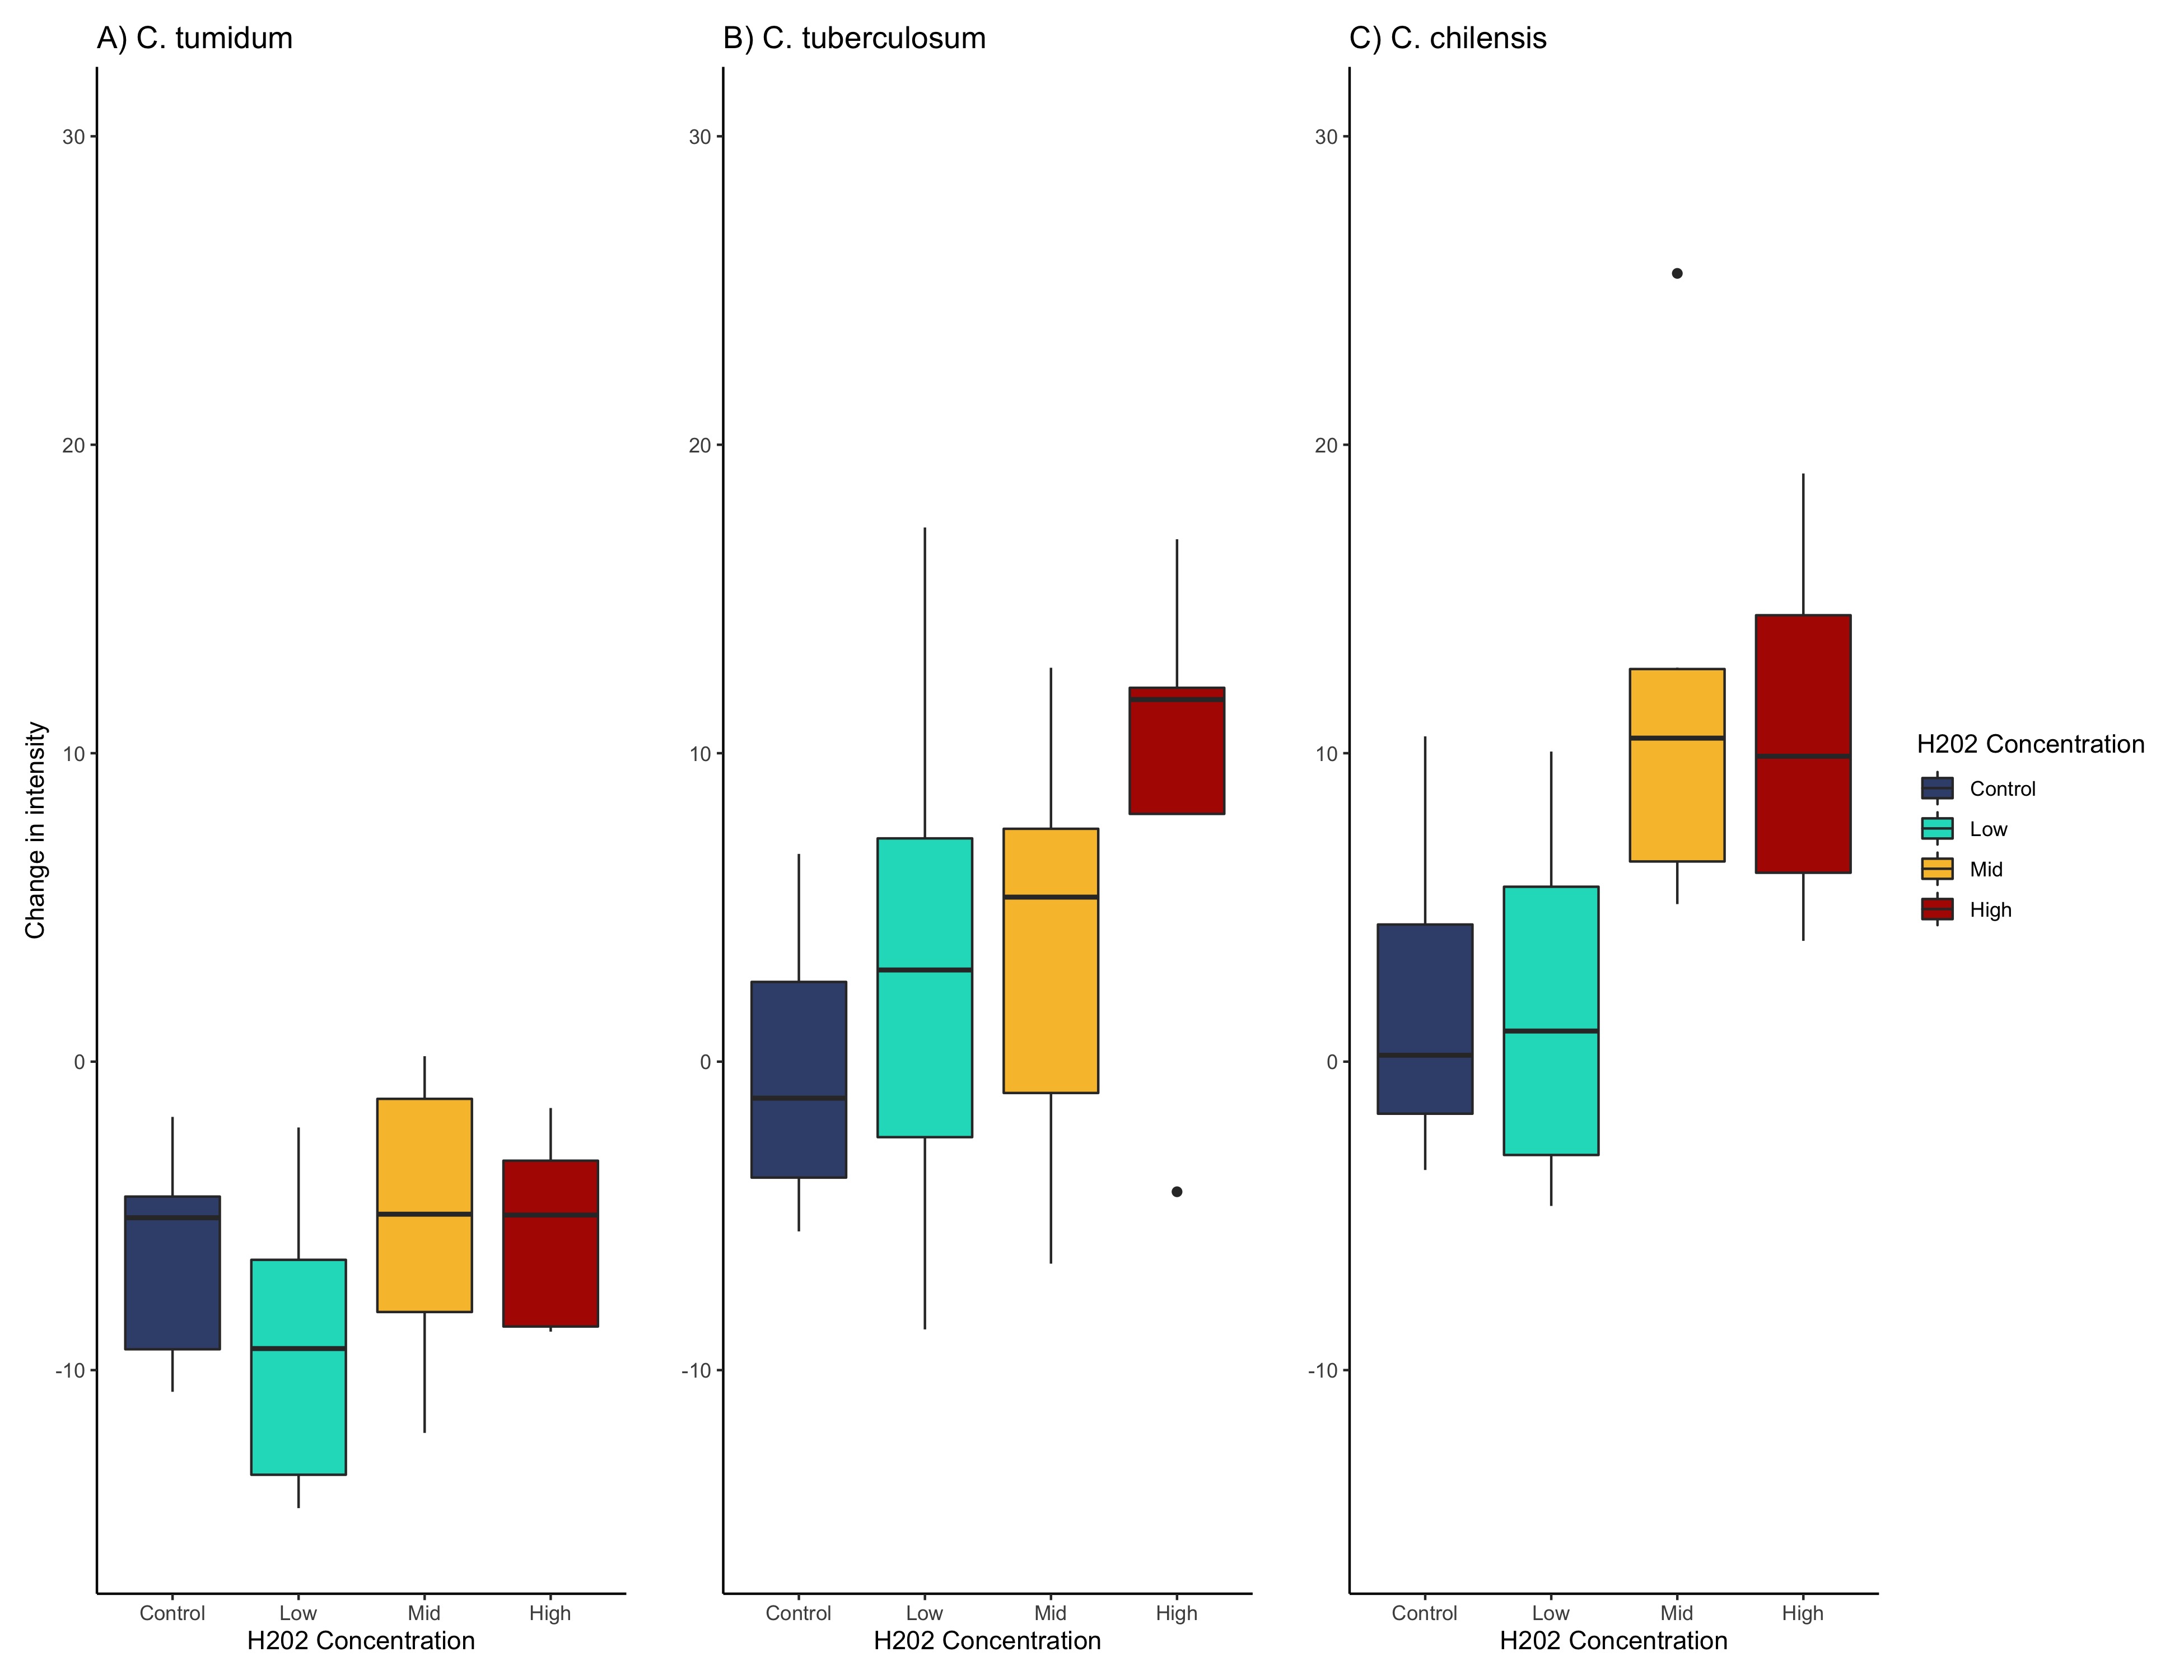 A) C. tumidum
B) C. tuberculosum
C) C. chilensis
Change in intensity
30
20
10
0
-10
Control Low Mid High
H202 Concentration
30
20
10
0
-10
Control Low Mid High
H202 Concentration
30
20
10
0
-10
Control Low Mid High
H202 Concentration
H202 Concentration
Control
Low
Mid
High